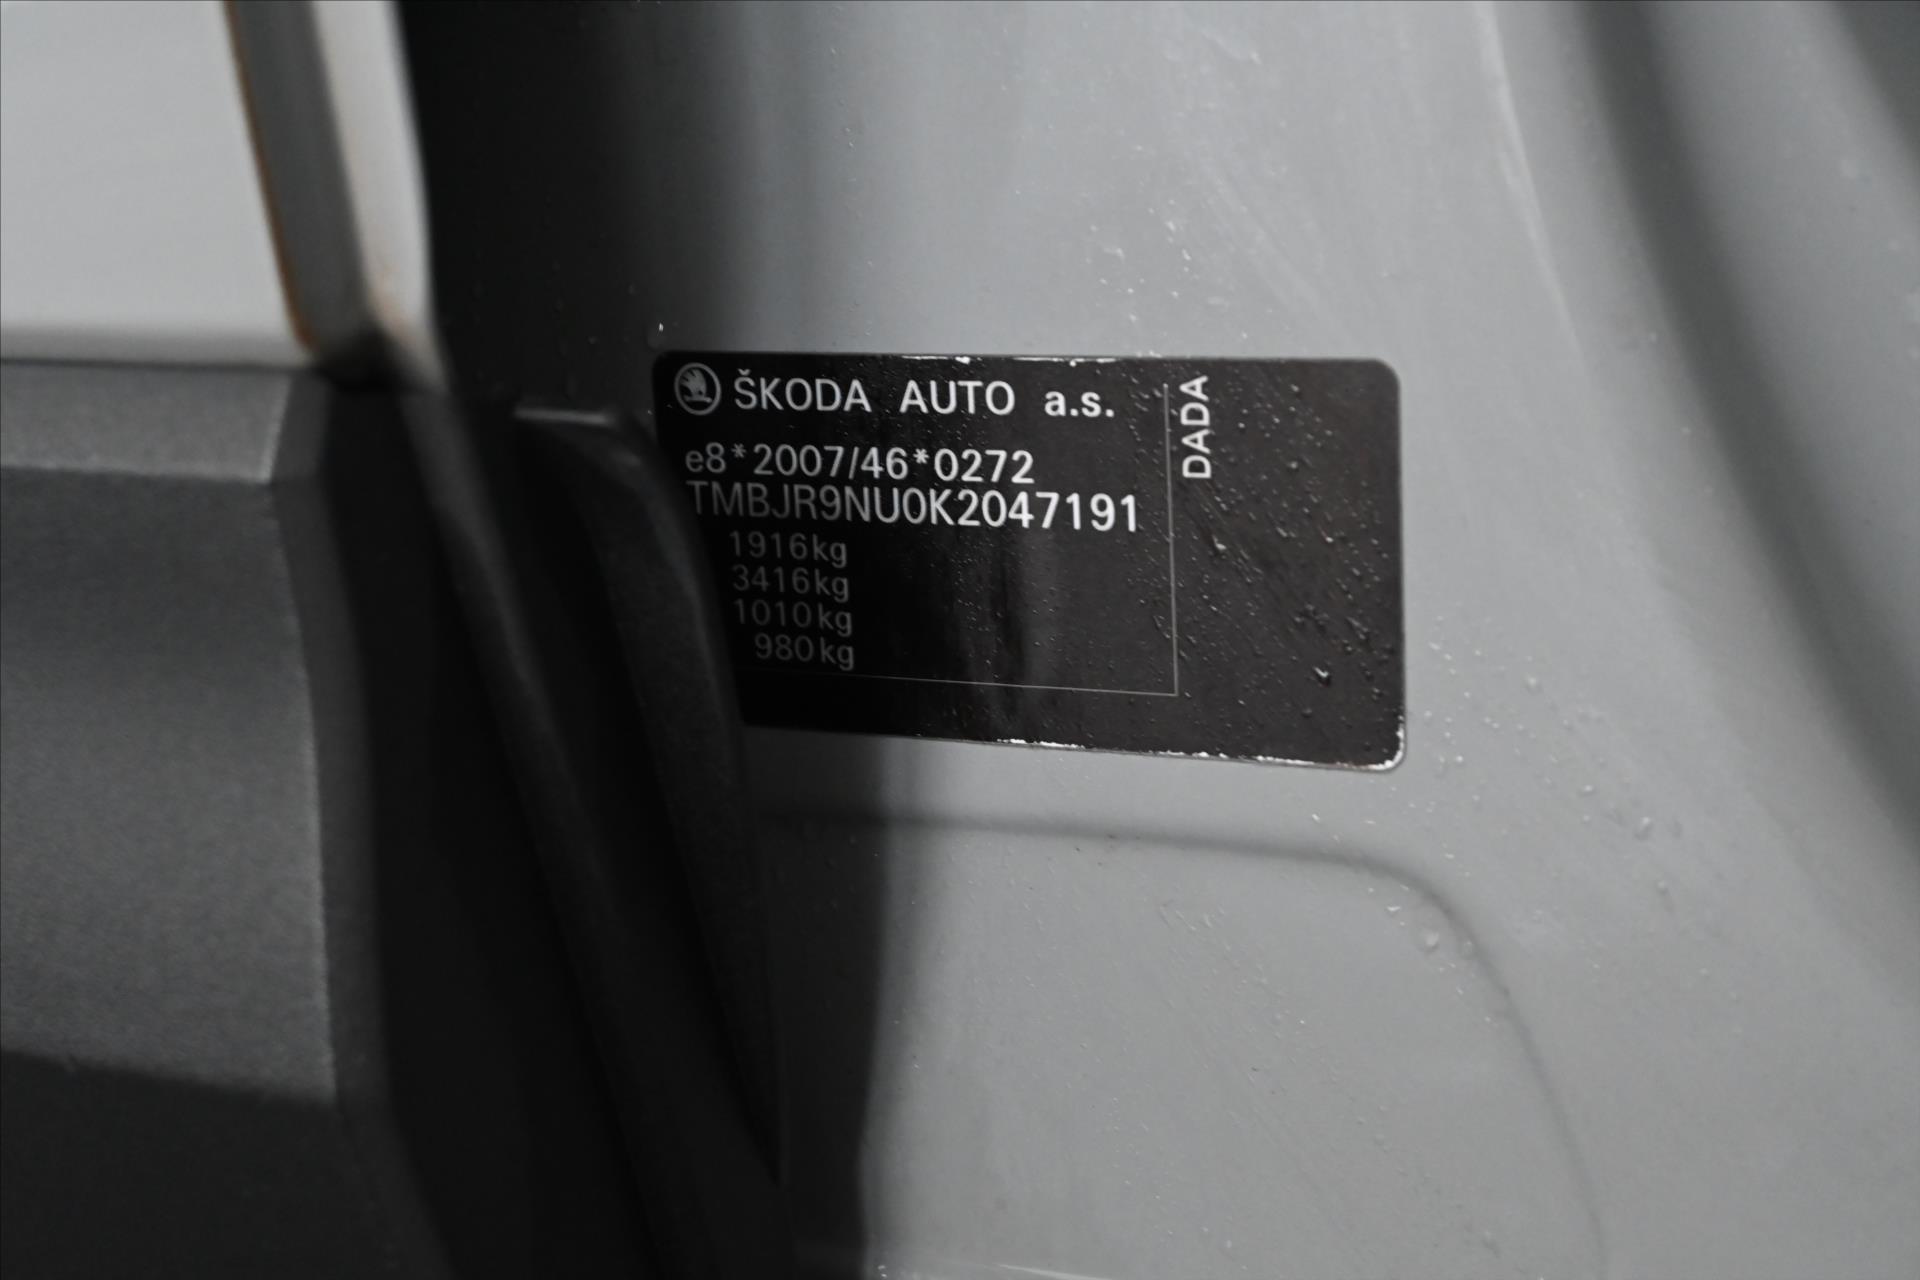 ŠKODA AUTO a.s.
e8*2007/46*0272
TMBJR9NU0K2047191
1916kg
3416kg
1010kg
980kg
DADA